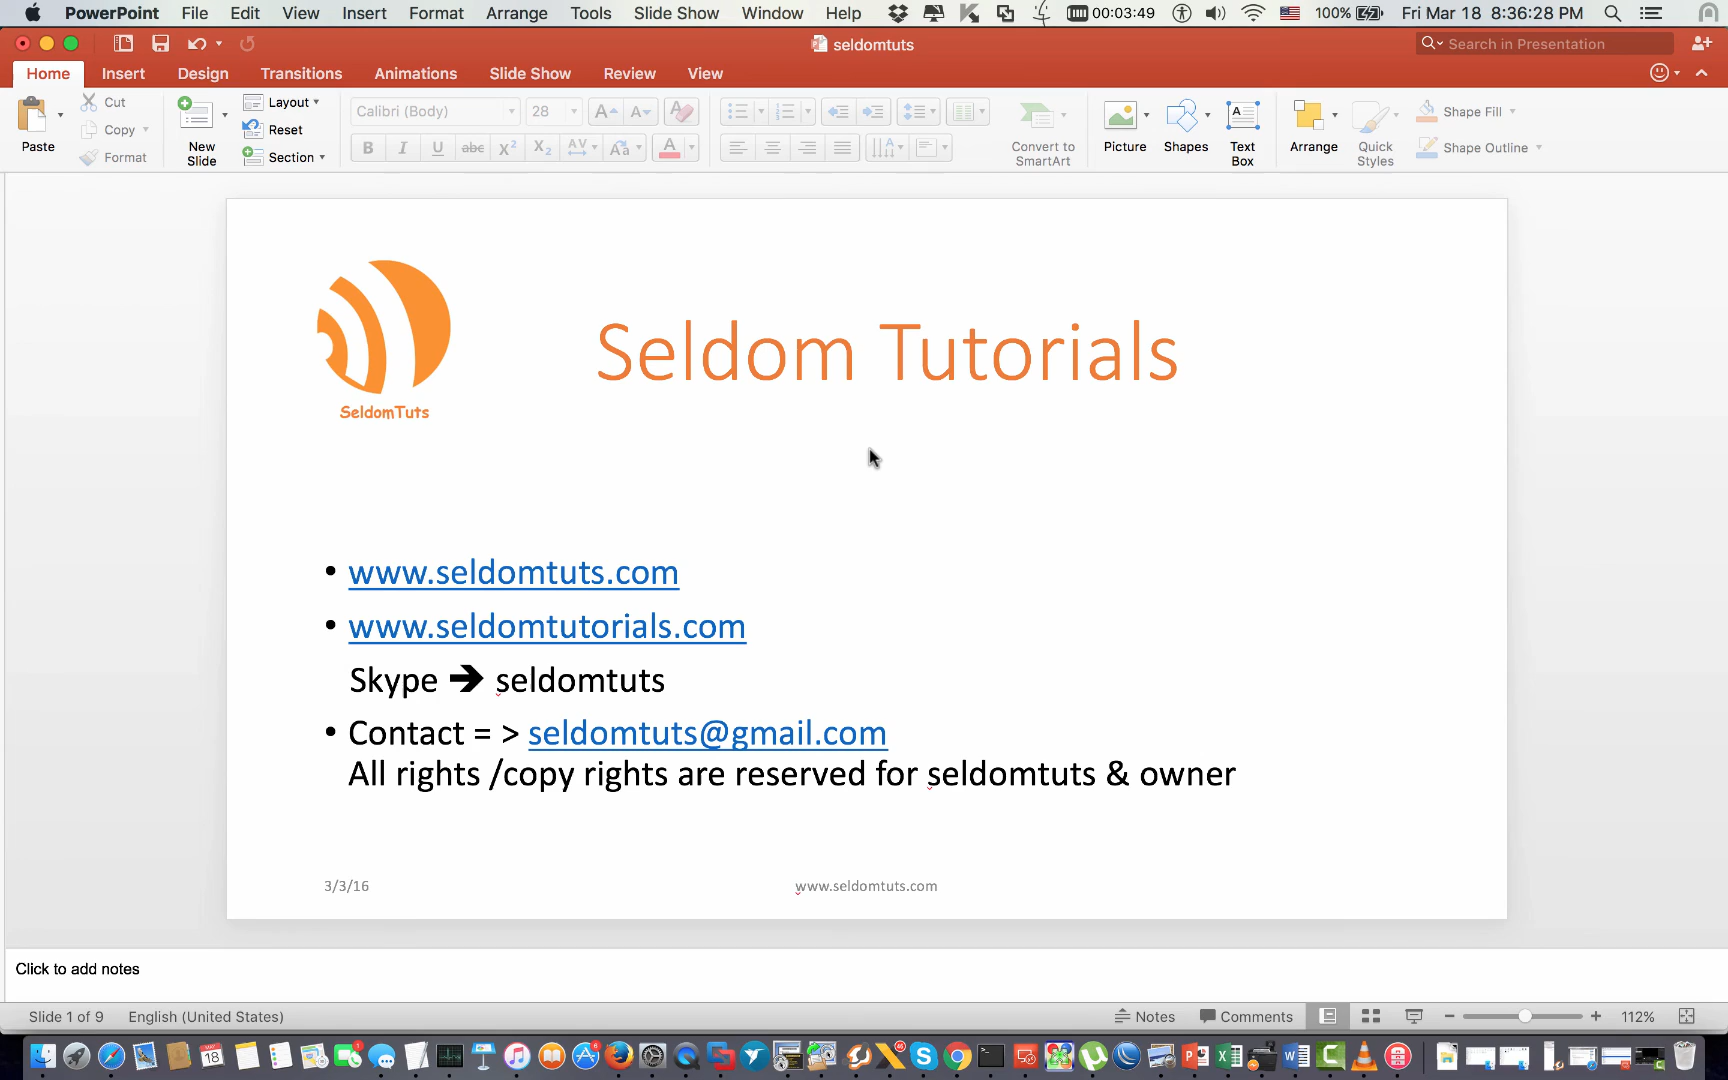 PowerPoint File Edit View Insert Format Arrange Tools Slide Show Window Help 00:03:49 100% Fri Mar 18 8:36:28 PM
seldomtuts
Search in Presentation
Home Insert Design Transitions Animations Slide Show Review View
Paste
Cut
Copy
Format
New Slide
Layout
Reset
Section
Calibri (Body) 28
Convert to SmartArt
Picture
Shapes
Text Box
Arrange
Quick Styles
Shape Fill
Shape Outline
SeldomTuts
Seldom Tutorials
• www.seldomtuts.com
• www.seldomtutorials.com
Skype ➔ seldomtuts
• Contact = > seldomtuts@gmail.com
All rights /copy rights are reserved for seldomtuts & owner
3/3/16
www.seldomtuts.com
Click to add notes
Slide 1 of 9 English (United States) Notes Comments 112%